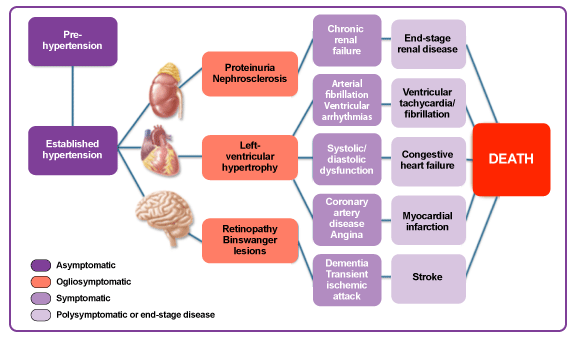 Pre-
hypertension
Established
hypertension
Proteinuria
Nephrosclerosis
Left-
ventricular
hypertrophy
Retinopathy
Binswanger
lesions
Chronic
renal
failure
Arterial
fibrillation
Ventricular
arrhythmias
Systolic/
diastolic
dysfunction
Coronary
artery
disease
Angina
Dementia
Transient
ischemic
attack
End-stage
renal disease
Ventricular
tachycardia/
fibrillation
Congestive
heart failure
Myocardial
infarction
Stroke
DEATH
Asymptomatic
Ogliosymptomatic
Symptomatic
Polysymptomatic or end-stage disease